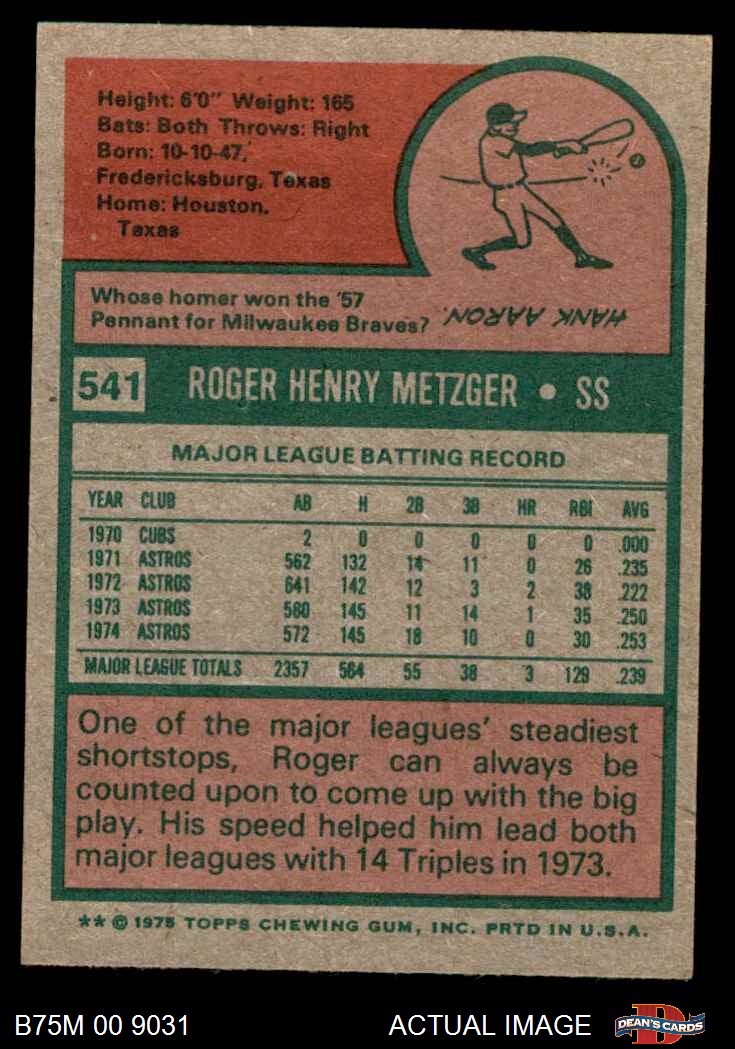 Height: 6'0" Weight: 165
Bats: Both Throws: Right
Born: 10-10-47,
Fredericksburg, Texas
Home: Houston,
Texas
Whose homer won the '57
Pennant for Milwaukee Braves? HANK AARON.
541 ROGER HENRY METZGER • SS
MAJOR LEAGUE BATTING RECORD
YEAR CLUB AB H 2B 3B HR RBI AVG
1970 CUBS 2 0 0 0 0 0 .000
1971 ASTROS 562 132 14 11 0 26 .235
1972 ASTROS 641 142 12 3 2 38 .222
1973 ASTROS 580 145 11 14 1 35 .250
1974 ASTROS 572 145 18 10 0 30 .253
MAJOR LEAGUE TOTALS 2357 564 55 38 3 129 .239
One of the major leagues' steadiest
shortstops, Roger can always be
counted upon to come up with the big
play. His speed helped him lead both
major leagues with 14 Triples in 1973.
** © 1975 TOPPS CHEWING GUM, INC. PRTD IN U.S.A.
B75M 00 9031 ACTUAL IMAGE D DEAN'S CARDS